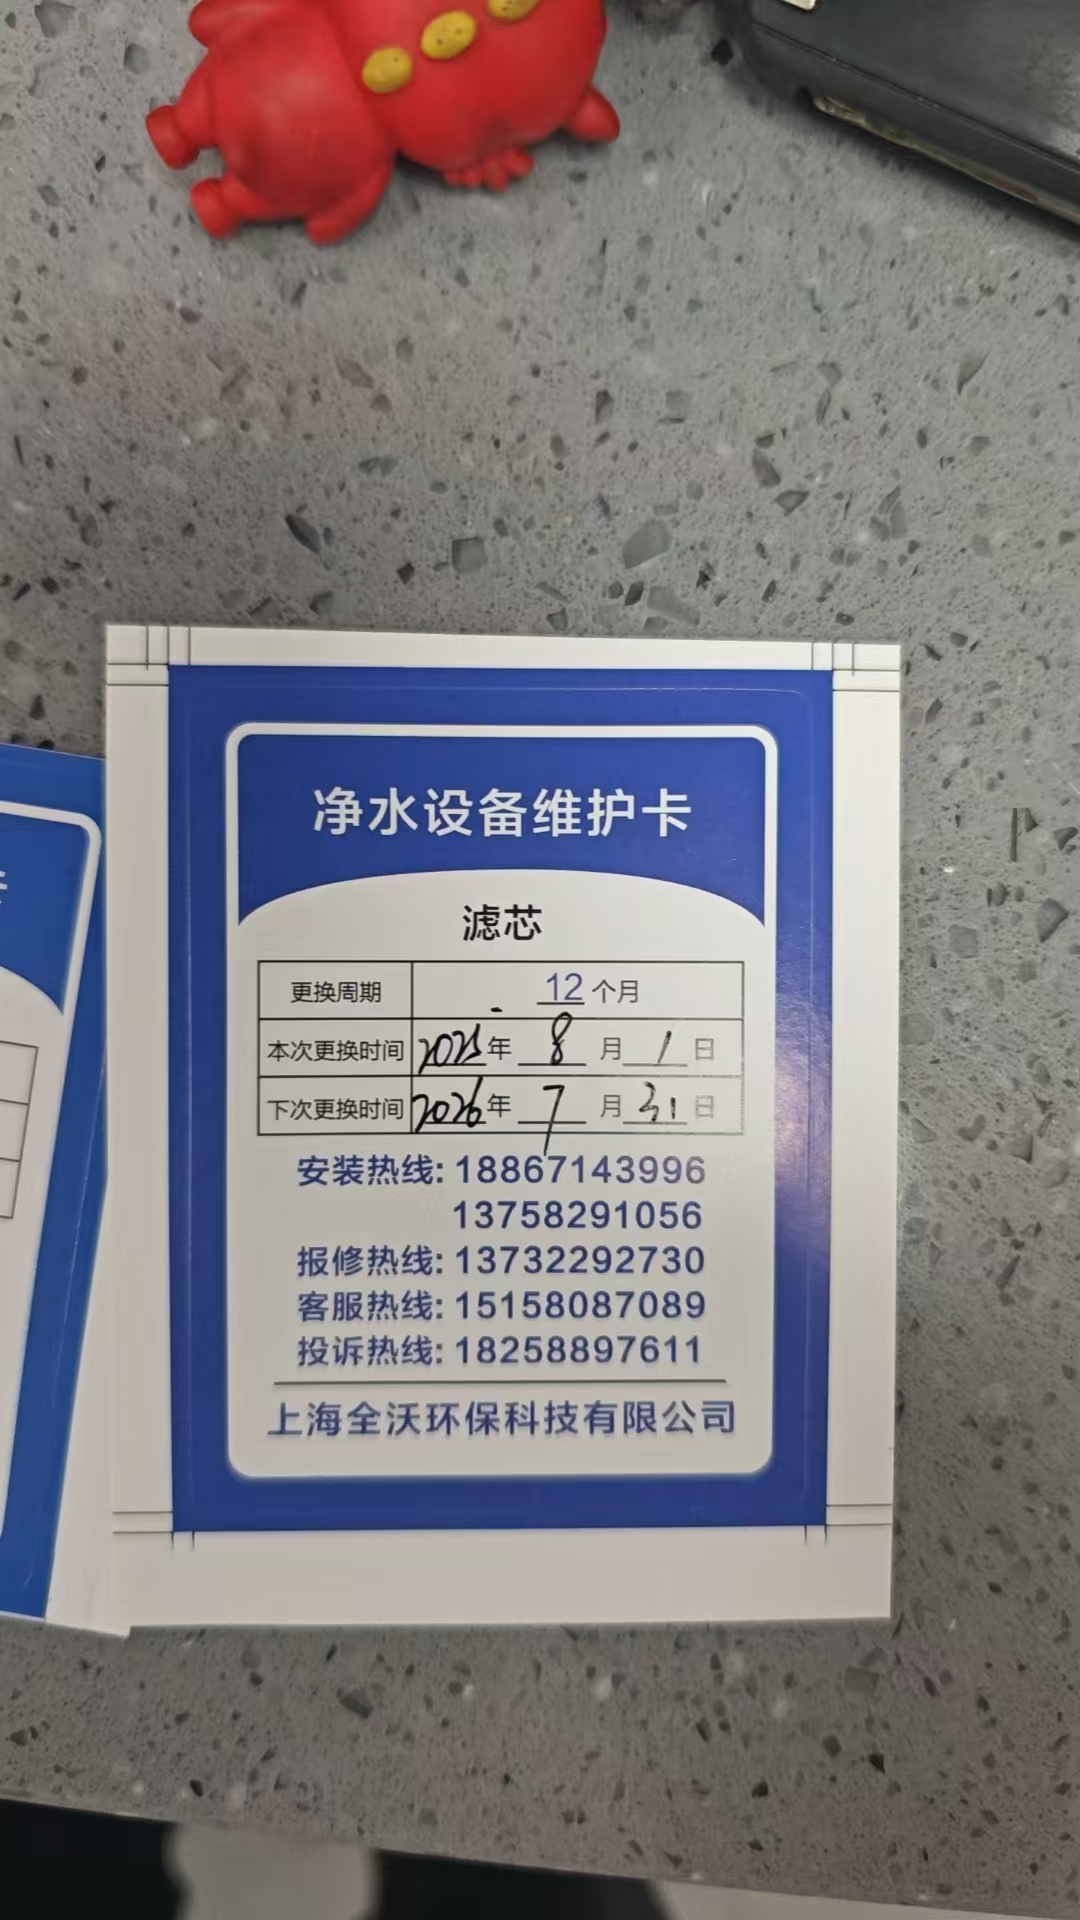 净水设备维护卡
滤芯
更换周期 12 个月
本次更换时间 2025年 8 月 1 日
下次更换时间 2026年 7 月 31 日
安装热线: 18867143996
13758291056
报修热线: 13732292730
客服热线: 15158087089
投诉热线: 18258897611
上海全沃环保科技有限公司